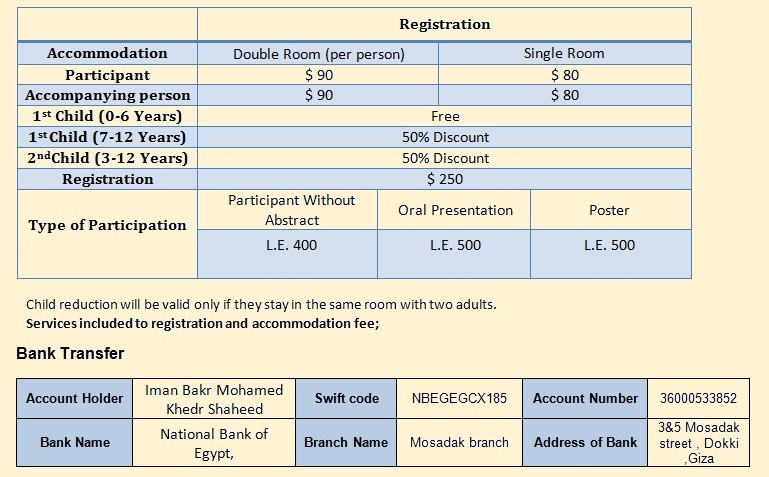 Registration
Accommodation Double Room (per person) Single Room
Participant $ 90 $ 80
Accompanying person $ 90 $ 80
1st Child (0-6 Years) Free
1st Child (7-12 Years) 50% Discount
2nd Child (3-12 Years) 50% Discount
Registration $ 250
Type of Participation
Participant Without
Abstract
Oral Presentation
Poster
L.E. 400 L.E. 500 L.E. 500
Child reduction will be valid only if they stay in the same room with two adults.
Services included to registration and accommodation fee;
Bank Transfer
Account Holder
Iman Bakr Mohamed
Khedr Shaheed
Swift code NBEGEGCX185 Account Number 36000533852
Bank Name
National Bank of
Egypt,
Branch Name Mosadak branch Address of Bank
3&5 Mosadak
street , Dokki
,Giza